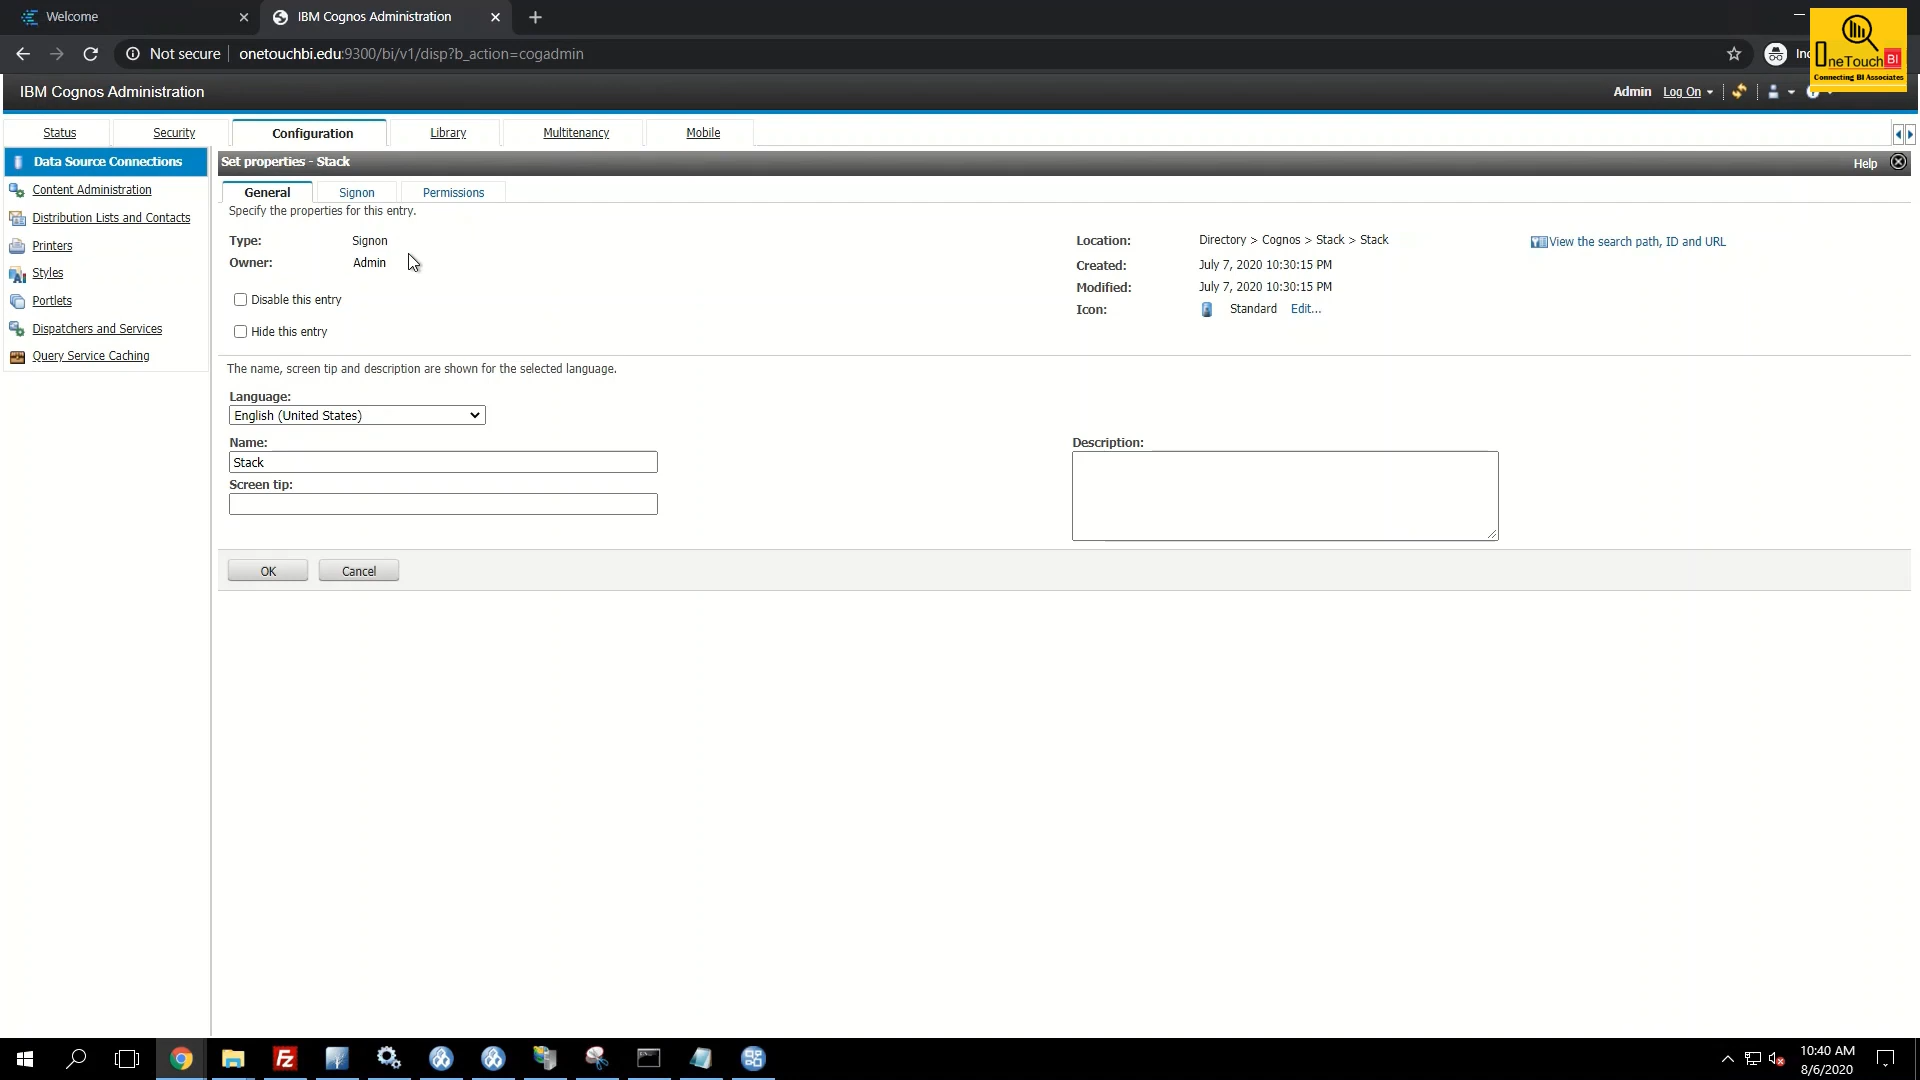 Welcome
IBM Cognos Administration
Not secure
onetouchbi.edu:9300/bi/v1/disp?b_action=cogadmin
OneTouch BI
Connecting BI Associates
IBM Cognos Administration
Admin Log On
Status Security Configuration Library Multitenancy Mobile
Data Source Connections
Content Administration
Distribution Lists and Contacts
Printers
Styles
Portlets
Dispatchers and Services
Query Service Caching
Set properties - Stack
Help
General Signon Permissions
Specify the properties for this entry.
Type: Signon
Owner: Admin
Disable this entry
Hide this entry
Location: Directory > Cognos > Stack > Stack
Created: July 7, 2020 10:30:15 PM
Modified: July 7, 2020 10:30:15 PM
Icon: Standard Edit...
View the search path, ID and URL
The name, screen tip and description are shown for the selected language.
Language:
English (United States)
Name:
Stack
Screen tip:
Description:
OK Cancel
10:40 AM
8/6/2020